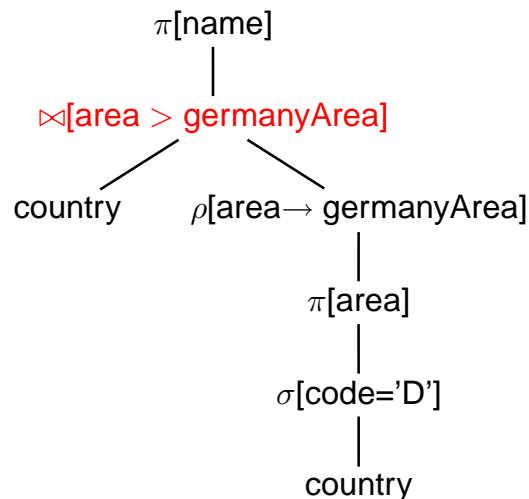 π[name]
⋈[area > germanyArea]
country
ρ[area→ germanyArea]
π[area]
σ[code='D']
country